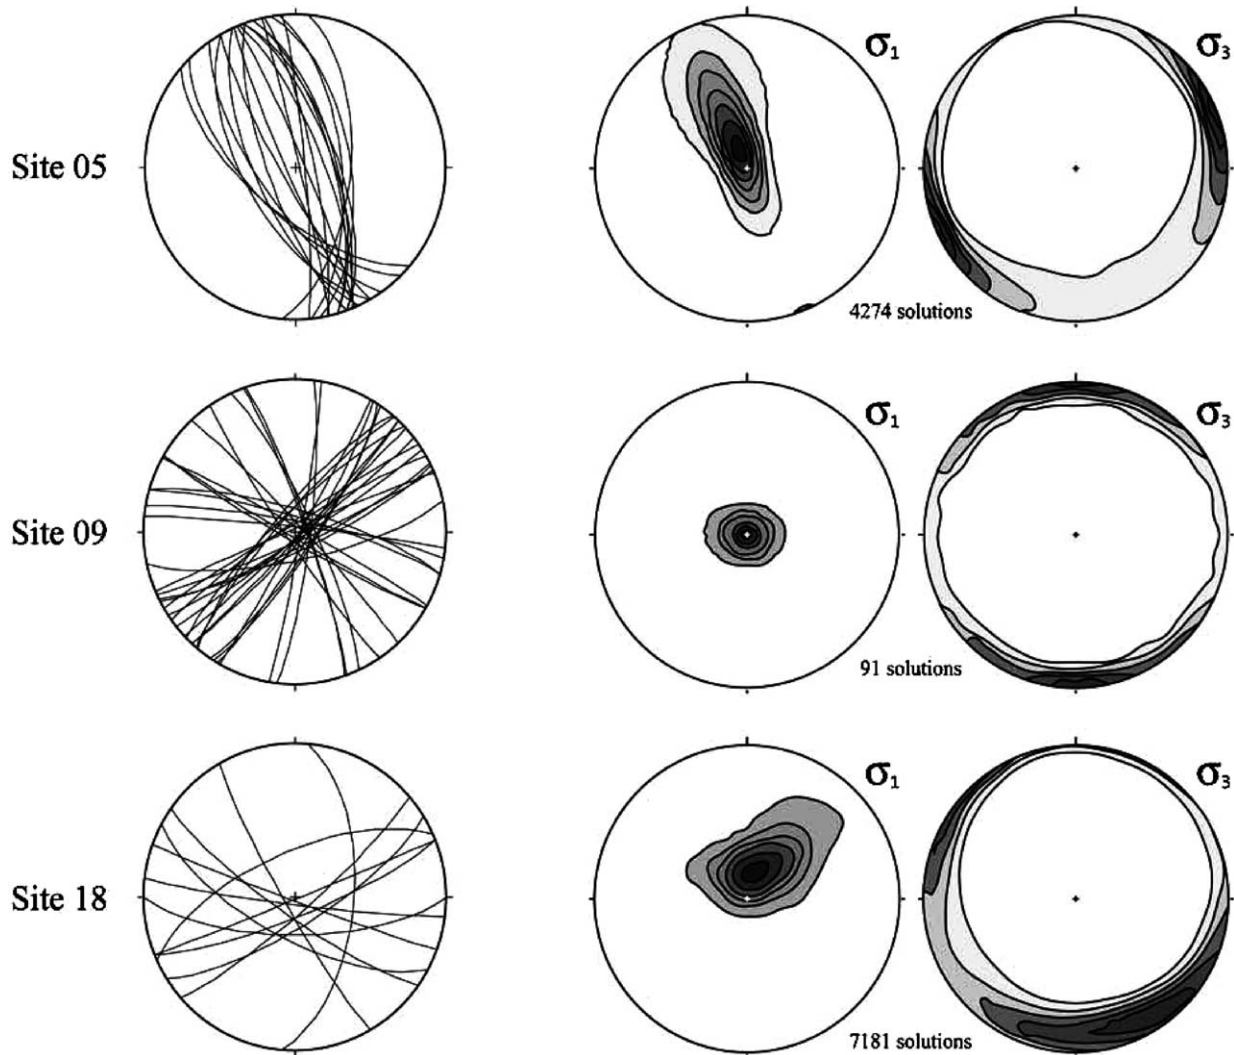 σ₁ σ₃
Site 05
4274 solutions
σ₁ σ₃
Site 09
91 solutions
σ₁ σ₃
Site 18
7181 solutions